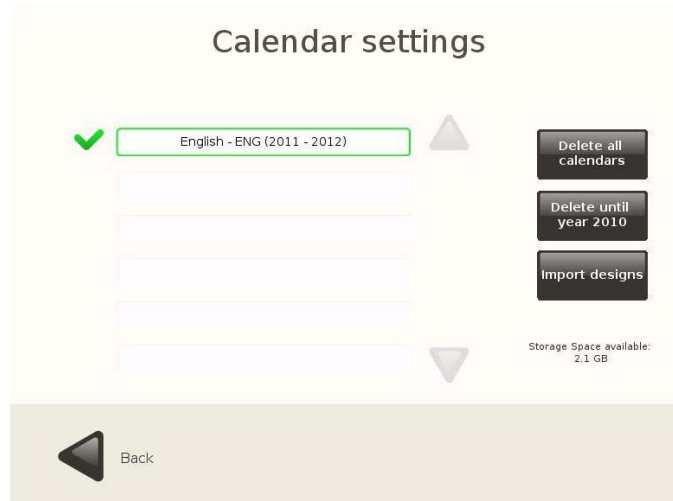 Calendar settings
English - ENG (2011 - 2012)
Delete all
calendars
Delete until
year 2010
Import designs
Storage Space available:
2.1 GB
Back